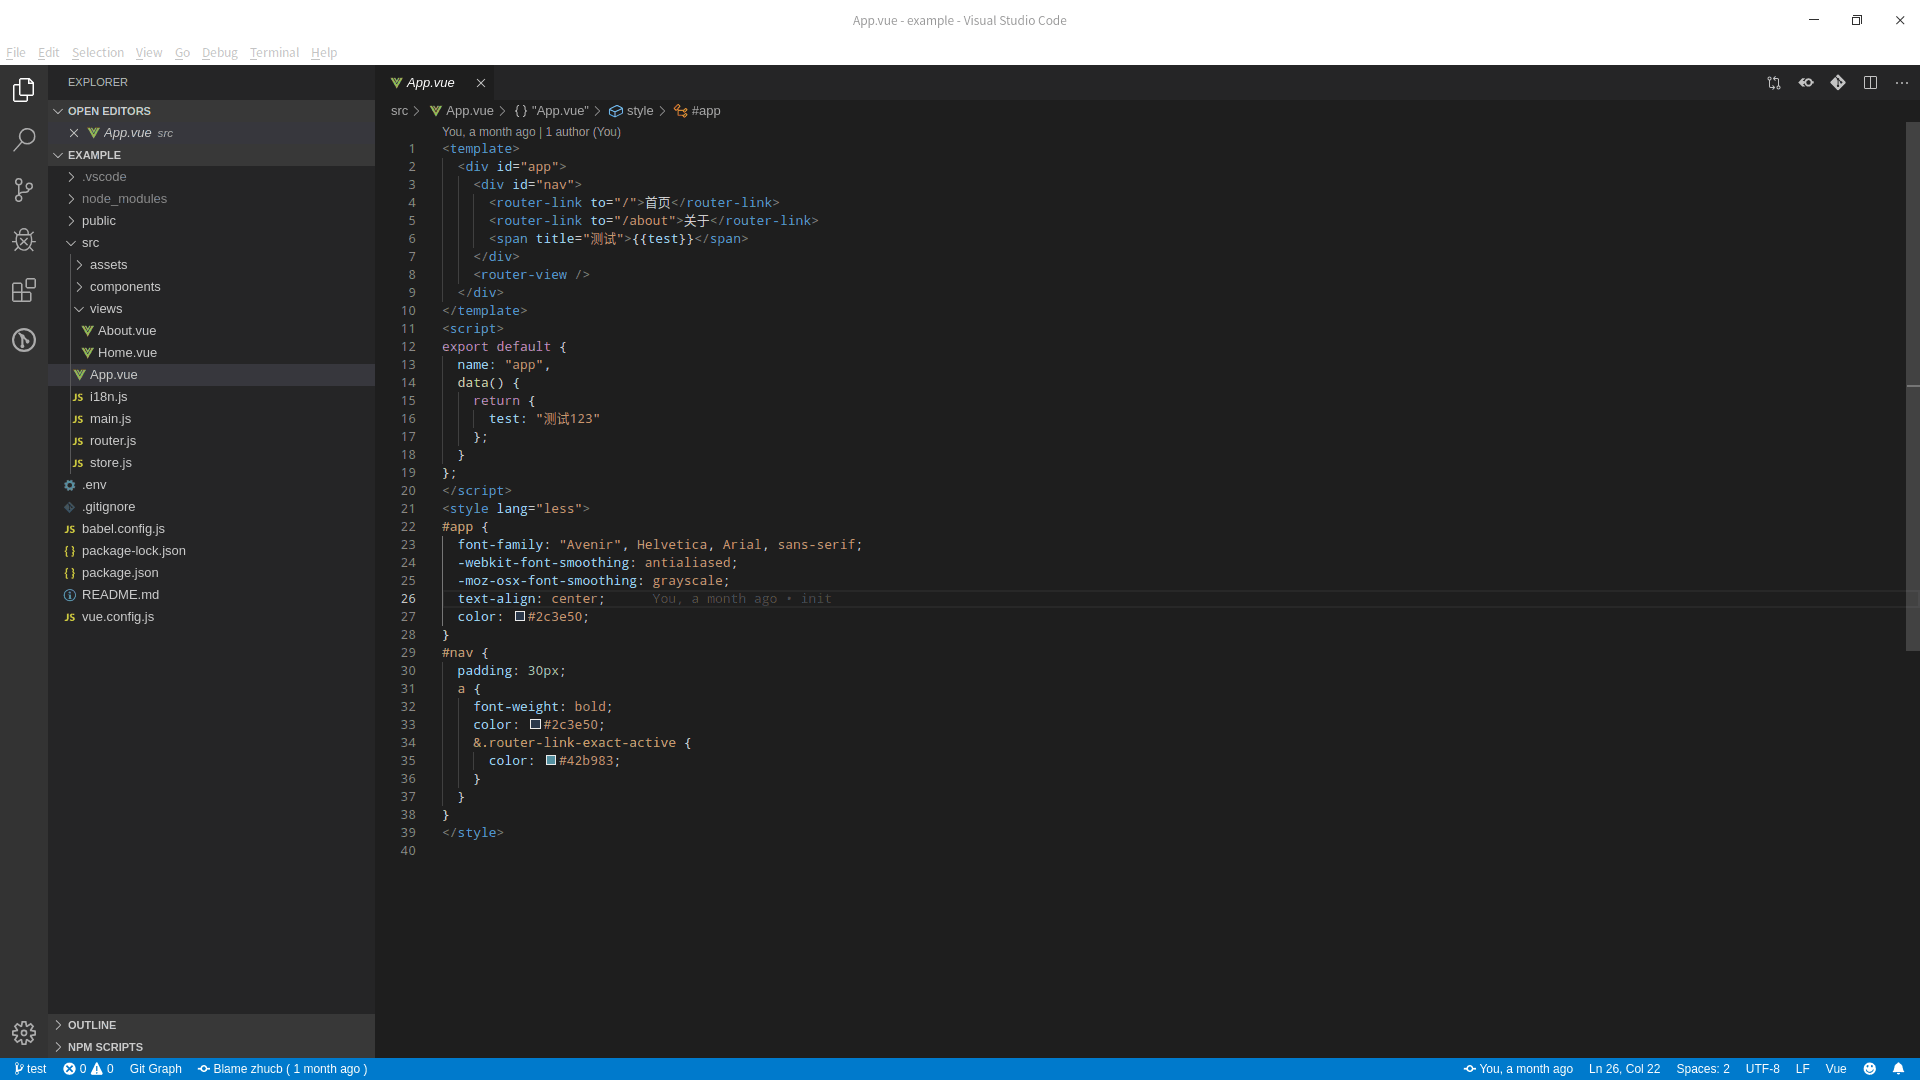 App.vue - example - Visual Studio Code
File Edit Selection View Go Debug Terminal Help
EXPLORER
OPEN EDITORS
App.vue src
EXAMPLE
.vscode
node_modules
public
src
assets
components
views
About.vue
Home.vue
App.vue
JS i18n.js
JS main.js
JS router.js
JS store.js
.env
.gitignore
JS babel.config.js
{} package-lock.json
{} package.json
README.md
JS vue.config.js
OUTLINE
NPM SCRIPTS
App.vue
src > App.vue > {} "App.vue" > style > #app
You, a month ago | 1 author (You)
1 <template>
2 <div id="app">
3 <div id="nav">
4 <router-link to="/">首页</router-link>
5 <router-link to="/about">关于</router-link>
6 <span title="测试">{{test}}</span>
7 </div>
8 <router-view />
9 </div>
10 </template>
11 <script>
12 export default {
13 name: "app",
14 data() {
15 return {
16 test: "测试123"
17 };
18 }
19 };
20 </script>
21 <style lang="less">
22 #app {
23 font-family: "Avenir", Helvetica, Arial, sans-serif;
24 -webkit-font-smoothing: antialiased;
25 -moz-osx-font-smoothing: grayscale;
26 text-align: center; You, a month ago • init
27 color: #2c3e50;
28 }
29 #nav {
30 padding: 30px;
31 a {
32 font-weight: bold;
33 color: #2c3e50;
34 &.router-link-exact-active {
35 color: #42b983;
36 }
37 }
38 }
39 </style>
40
test 0 0 Git Graph Blame zhucb ( 1 month ago ) You, a month ago Ln 26, Col 22 Spaces: 2 UTF-8 LF Vue